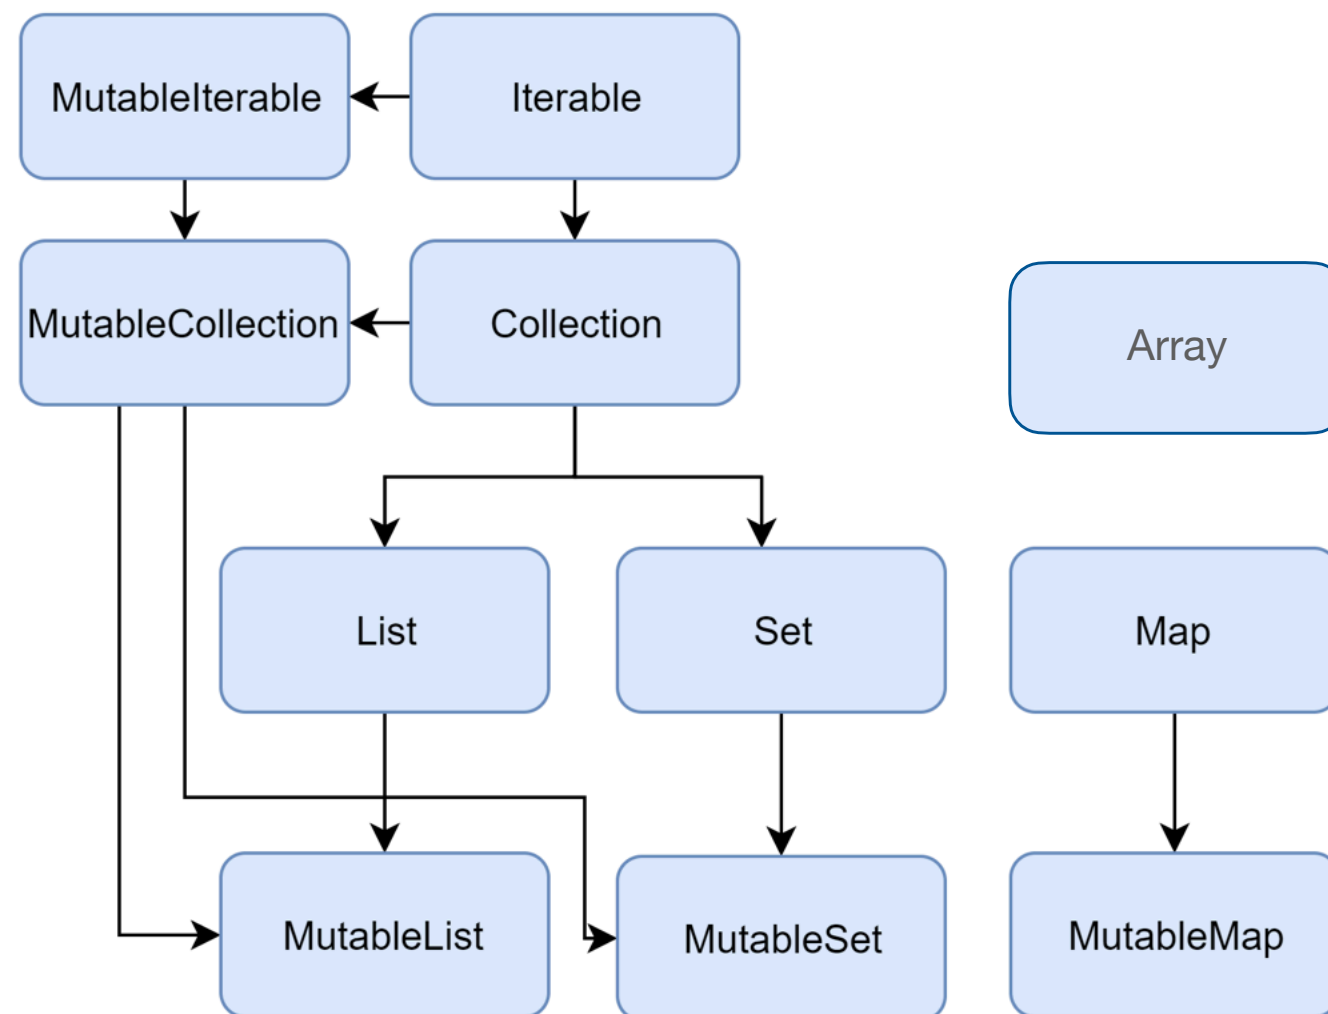 MutableIterable
Iterable
MutableCollection
Collection
Array
List
Set
Map
MutableList
MutableSet
MutableMap